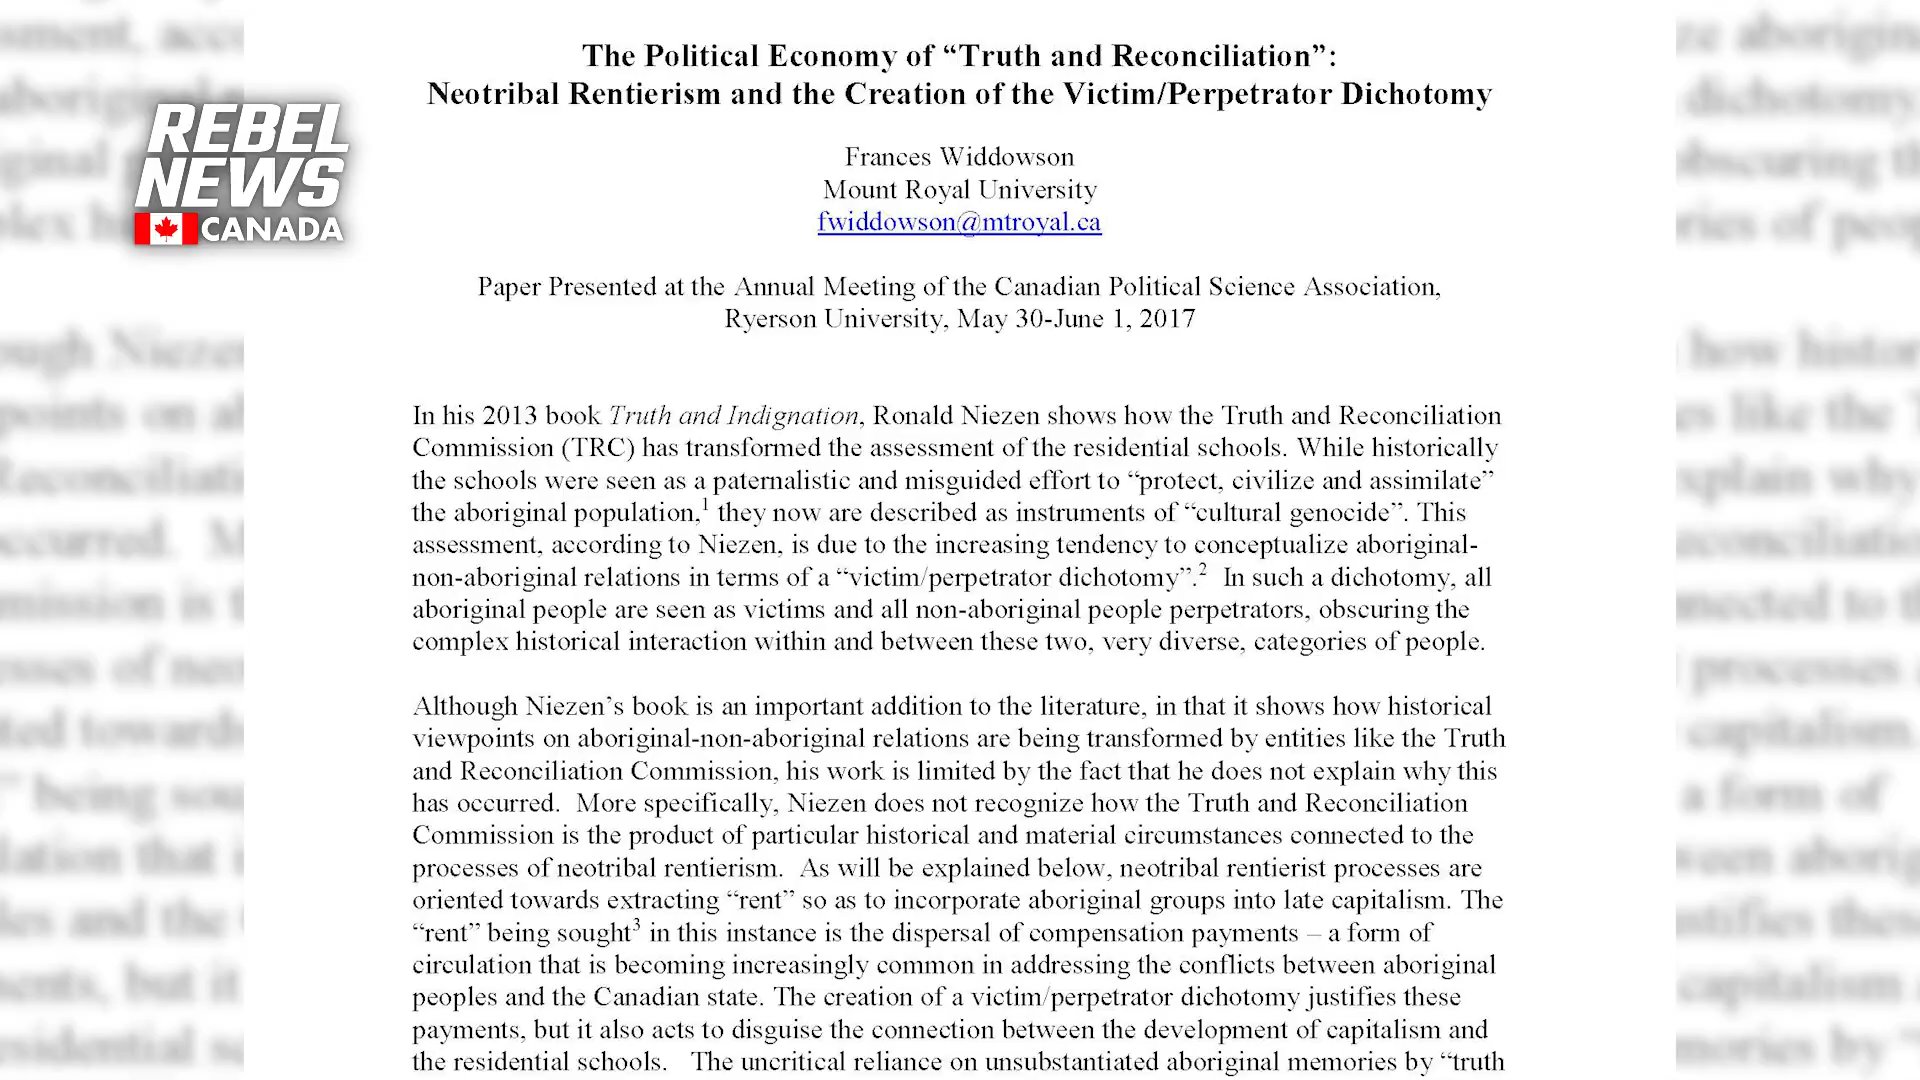 The Political Economy of “Truth and Reconciliation”:
Neotribal Rentierism and the Creation of the Victim/Perpetrator Dichotomy
REBEL
NEWS
CANADA
Frances Widdowson
Mount Royal University
fwiddowson@mtroyal.ca
Paper Presented at the Annual Meeting of the Canadian Political Science Association,
Ryerson University, May 30-June 1, 2017
In his 2013 book Truth and Indignation, Ronald Niezen shows how the Truth and Reconciliation
Commission (TRC) has transformed the assessment of the residential schools. While historically
the schools were seen as a paternalistic and misguided effort to “protect, civilize and assimilate”
the aboriginal population,1 they now are described as instruments of “cultural genocide”. This
assessment, according to Niezen, is due to the increasing tendency to conceptualize aboriginal-
non-aboriginal relations in terms of a “victim/perpetrator dichotomy”.2 In such a dichotomy, all
aboriginal people are seen as victims and all non-aboriginal people perpetrators, obscuring the
complex historical interaction within and between these two, very diverse, categories of people.
Although Niezen’s book is an important addition to the literature, in that it shows how historical
viewpoints on aboriginal-non-aboriginal relations are being transformed by entities like the Truth
and Reconciliation Commission, his work is limited by the fact that he does not explain why this
has occurred. More specifically, Niezen does not recognize how the Truth and Reconciliation
Commission is the product of particular historical and material circumstances connected to the
processes of neotribal rentierism. As will be explained below, neotribal rentierist processes are
oriented towards extracting “rent” so as to incorporate aboriginal groups into late capitalism. The
“rent” being sought3 in this instance is the dispersal of compensation payments – a form of
circulation that is becoming increasingly common in addressing the conflicts between aboriginal
peoples and the Canadian state. The creation of a victim/perpetrator dichotomy justifies these
payments, but it also acts to disguise the connection between the development of capitalism and
the residential schools. The uncritical reliance on unsubstantiated aboriginal memories by “truth